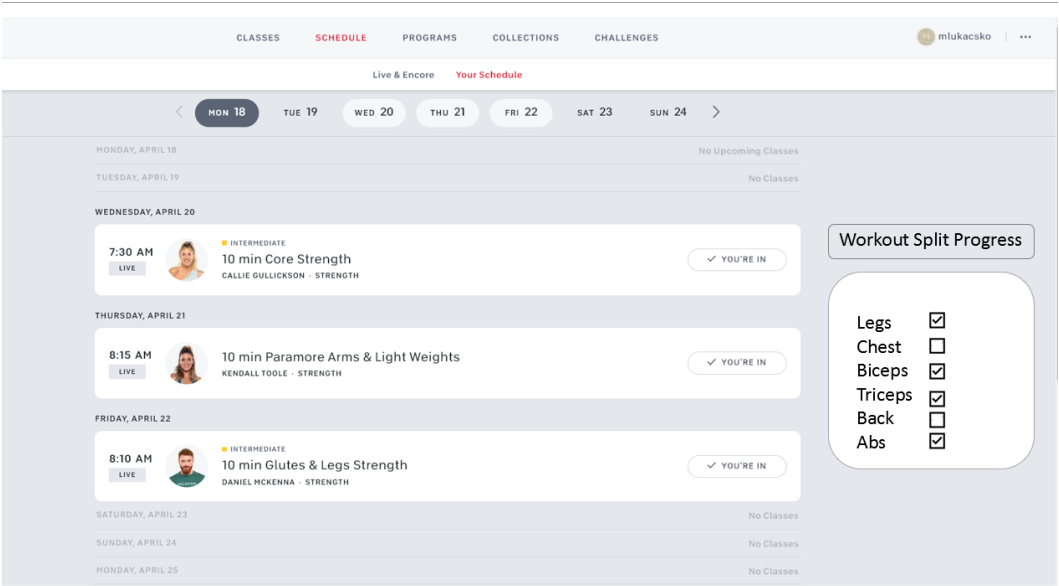 CLASSES SCHEDULE PROGRAMS COLLECTIONS CHALLENGES mlukacsko
Live & Encore Your Schedule
MON 18 TUE 19 WED 20 THU 21 FRI 22 SAT 23 SUN 24
MONDAY, APRIL 18 No Upcoming Classes
TUESDAY, APRIL 19 No Classes
WEDNESDAY, APRIL 20
7:30 AM
LIVE
INTERMEDIATE
10 min Core Strength
CALLIE GULLICKSON · STRENGTH
YOU'RE IN
THURSDAY, APRIL 21
8:15 AM
LIVE
10 min Paramore Arms & Light Weights
KENDALL TOOLE · STRENGTH
YOU'RE IN
FRIDAY, APRIL 22
8:10 AM
LIVE
INTERMEDIATE
10 min Glutes & Legs Strength
DANIEL MCKENNA · STRENGTH
YOU'RE IN
SATURDAY, APRIL 23 No Classes
SUNDAY, APRIL 24 No Classes
MONDAY, APRIL 25 No Classes
Workout Split Progress
Legs
Chest
Biceps
Triceps
Back
Abs